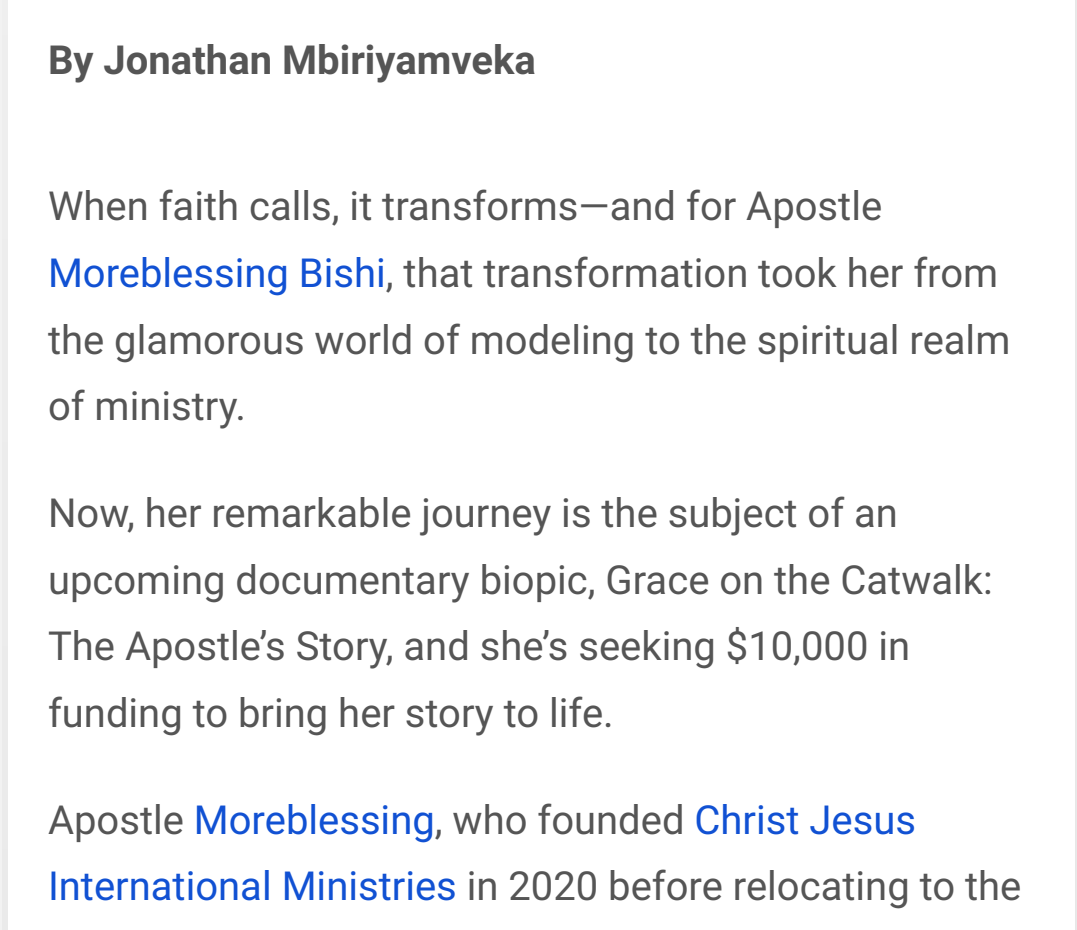 By Jonathan Mbiriyamveka
When faith calls, it transforms—and for Apostle
Moreblessing Bishi, that transformation took her from
the glamorous world of modeling to the spiritual realm
of ministry.
Now, her remarkable journey is the subject of an
upcoming documentary biopic, Grace on the Catwalk:
The Apostle’s Story, and she’s seeking $10,000 in
funding to bring her story to life.
Apostle Moreblessing, who founded Christ Jesus
International Ministries in 2020 before relocating to the